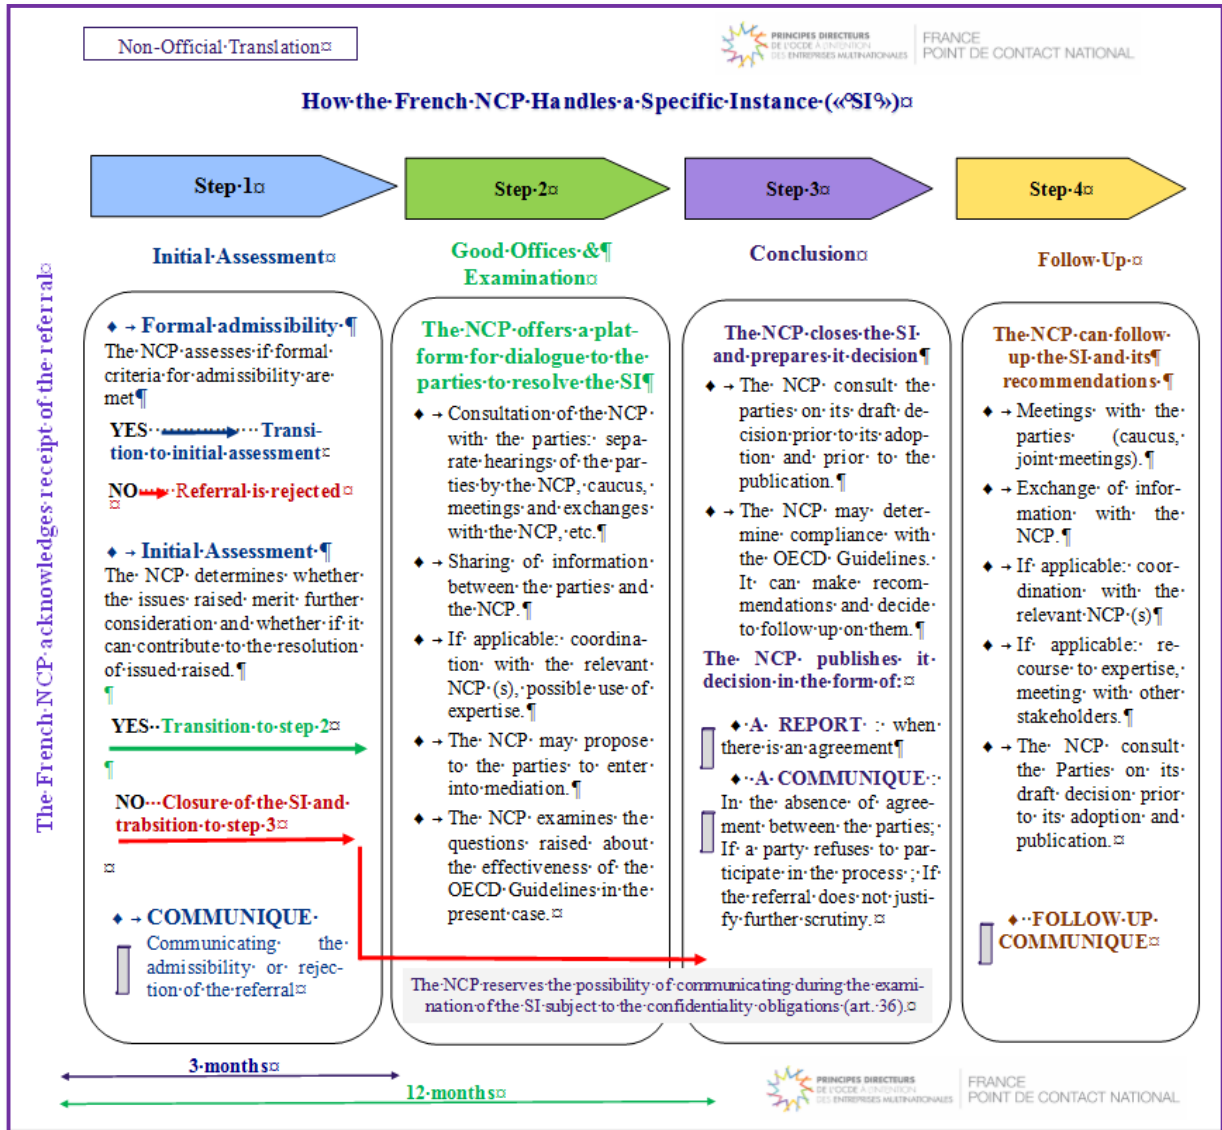 Non-Official Translation¤
PRINCIPES DIRECTEURS
DE L'OCDE À L'INTENTION
DES ENTREPRISES MULTINATIONALES
FRANCE
POINT DE CONTACT NATIONAL
How the French NCP Handles a Specific Instance («°SI°»)¤
The French NCP acknowledges receipt of the referral¤
Step 1¤
Step 2¤
Step 3¤
Step 4¤
Initial Assessment¤
♦ → Formal admissibility ¶
The NCP assesses if formal
criteria for admissibility are
met¶
YES Transi-
tion to initial assessment¤
NO Referral is rejected ¤
¤
♦ → Initial Assessment ¶
The NCP determines whether
the issues raised merit further
consideration and whether if it
can contribute to the resolution
of issued raised.¶
¶
YES Transition to step 2¤
¶
NO Closure of the SI and
trabsition to step 3¤
¤
♦ → COMMUNIQUE
Communicating the
admissibility or rejec-
tion of the referral¤
Good Offices &¶
Examination¤
The NCP offers a plat-
form for dialogue to the
parties to resolve the SI¶
♦ → Consultation of the NCP
with the parties: sepa-
rate hearings of the par-
ties by the NCP, caucus,
meetings and exchanges
with the NCP, etc.¶
♦ → Sharing of information
between the parties and
the NCP.¶
♦ → If applicable: coordina-
tion with the relevant
NCP (s), possible use of
expertise.¶
♦ → The NCP may propose
to the parties to enter
into mediation.¶
♦ → The NCP examines the
questions raised about
the effectiveness of the
OECD Guidelines in the
present case.¤
Conclusion¤
The NCP closes the SI
and prepares it decision¶
♦ → The NCP consult the
parties on its draft de-
cision prior to its adop-
tion and prior to the
publication.¶
♦ → The NCP may deter-
mine compliance with
the OECD Guidelines.
It can make recom-
mendations and decide
to follow up on them.¶
The NCP publishes it
decision in the form of:¤
♦ A REPORT : when
there is an agreement¶
♦ A COMMUNIQUE :
In the absence of agree-
ment between the parties;
If a party refuses to par-
ticipate in the process ; If
the referral does not justi-
fy further scrutiny.¤
Follow Up ¤
The NCP can follow
up the SI and its¶
recommendations ¶
♦ → Meetings with the
parties (caucus,
joint meetings).¶
♦ → Exchange of infor-
mation with the
NCP.¶
♦ → If applicable: coor-
dination with the
relevant NCP (s)¶
♦ → If applicable: re-
course to expertise,
meeting with other
stakeholders.¶
♦ → The NCP consult
the Parties on its
draft decision prior
to its adoption and
publication.¤
♦ FOLLOW UP
COMMUNIQUE¤
The NCP reserves the possibility of communicating during the exami-
nation of the SI subject to the confidentiality obligations (art. 36).¤
3 months¤
12 months¤
PRINCIPES DIRECTEURS
DE L'OCDE À L'INTENTION
DES ENTREPRISES MULTINATIONALES
FRANCE
POINT DE CONTACT NATIONAL